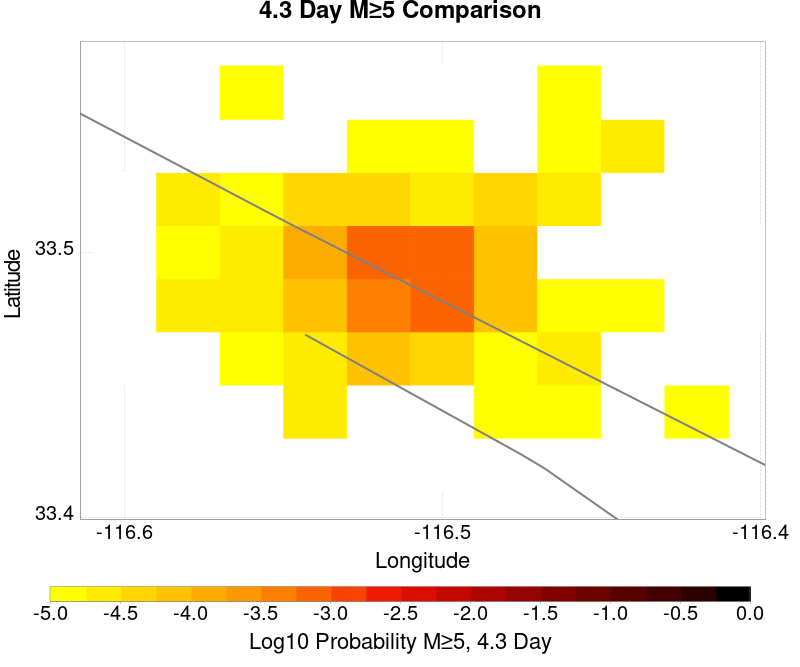 4.3 Day M≥5 Comparison
Latitude
33.5
33.4
-116.6 -116.5 -116.4
Longitude
-5.0 -4.5 -4.0 -3.5 -3.0 -2.5 -2.0 -1.5 -1.0 -0.5 0.0
Log10 Probability M≥5, 4.3 Day